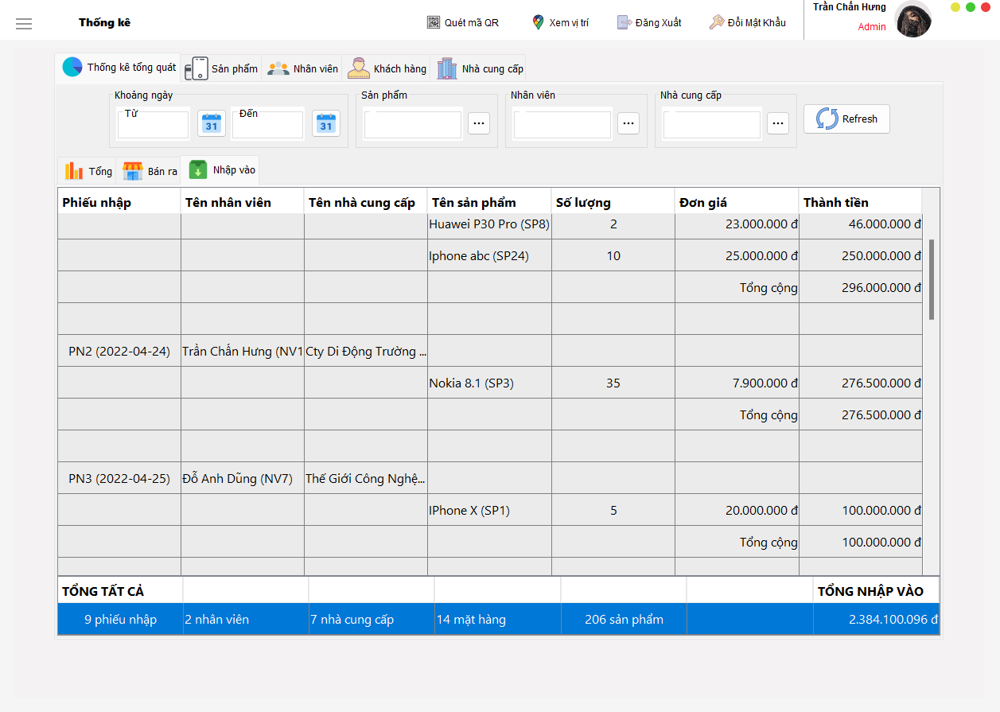 Thống kê
Quét mã QR
Xem vị trí
Đăng Xuất
Đổi Mật Khẩu
Trần Chấn Hưng
Admin
Thống kê tổng quát
Sản phẩm
Nhân viên
Khách hàng
Nhà cung cấp
Khoảng ngày
Từ
31
Đến
31
Sản phẩm
...
Nhân viên
...
Nhà cung cấp
...
Refresh
Tổng
Bán ra
Nhập vào
Phiếu nhập Tên nhân viên Tên nhà cung cấp Tên sản phẩm Số lượng Đơn giá Thành tiền
Huawei P30 Pro (SP8) 2 23.000.000 đ 46.000.000 đ
Iphone abc (SP24) 10 25.000.000 đ 250.000.000 đ
Tổng cộng 296.000.000 đ
PN2 (2022-04-24) Trần Chấn Hưng (NV1 Cty Di Động Trường ...
Nokia 8.1 (SP3) 35 7.900.000 đ 276.500.000 đ
Tổng cộng 276.500.000 đ
PN3 (2022-04-25) Đỗ Anh Dũng (NV7) Thế Giới Công Nghệ...
IPhone X (SP1) 5 20.000.000 đ 100.000.000 đ
Tổng cộng 100.000.000 đ
TỔNG TẤT CẢ TỔNG NHẬP VÀO
9 phiếu nhập 2 nhân viên 7 nhà cung cấp 14 mặt hàng 206 sản phẩm 2.384.100.096 đ